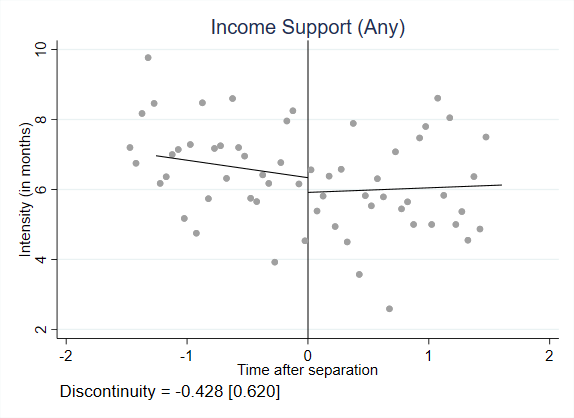 Income Support (Any)
10
8
6
4
2
Intensity (in months)
-2 -1 0 1 2
Time after separation
Discontinuity = -0.428 [0.620]